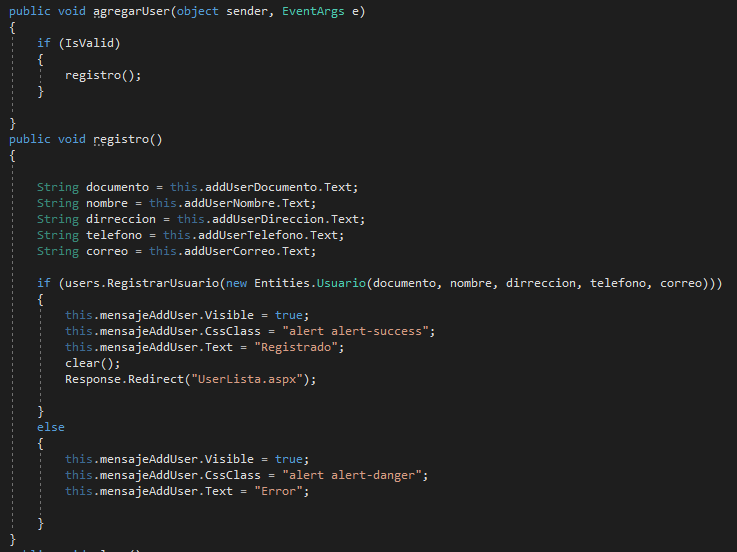 public void agregarUser(object sender, EventArgs e)
{
if (IsValid)
{
registro();
}
}
public void registro()
{
String documento = this.addUserDocumento.Text;
String nombre = this.addUserNombre.Text;
String dirreccion = this.addUserDireccion.Text;
String telefono = this.addUserTelefono.Text;
String correo = this.addUserCorreo.Text;
if (users.RegistrarUsuario(new Entities.Usuario(documento, nombre, dirreccion, telefono, correo)))
{
this.mensajeAddUser.Visible = true;
this.mensajeAddUser.CssClass = "alert alert-success";
this.mensajeAddUser.Text = "Registrado";
clear();
Response.Redirect("UserLista.aspx");
}
else
{
this.mensajeAddUser.Visible = true;
this.mensajeAddUser.CssClass = "alert alert-danger";
this.mensajeAddUser.Text = "Error";
}
}